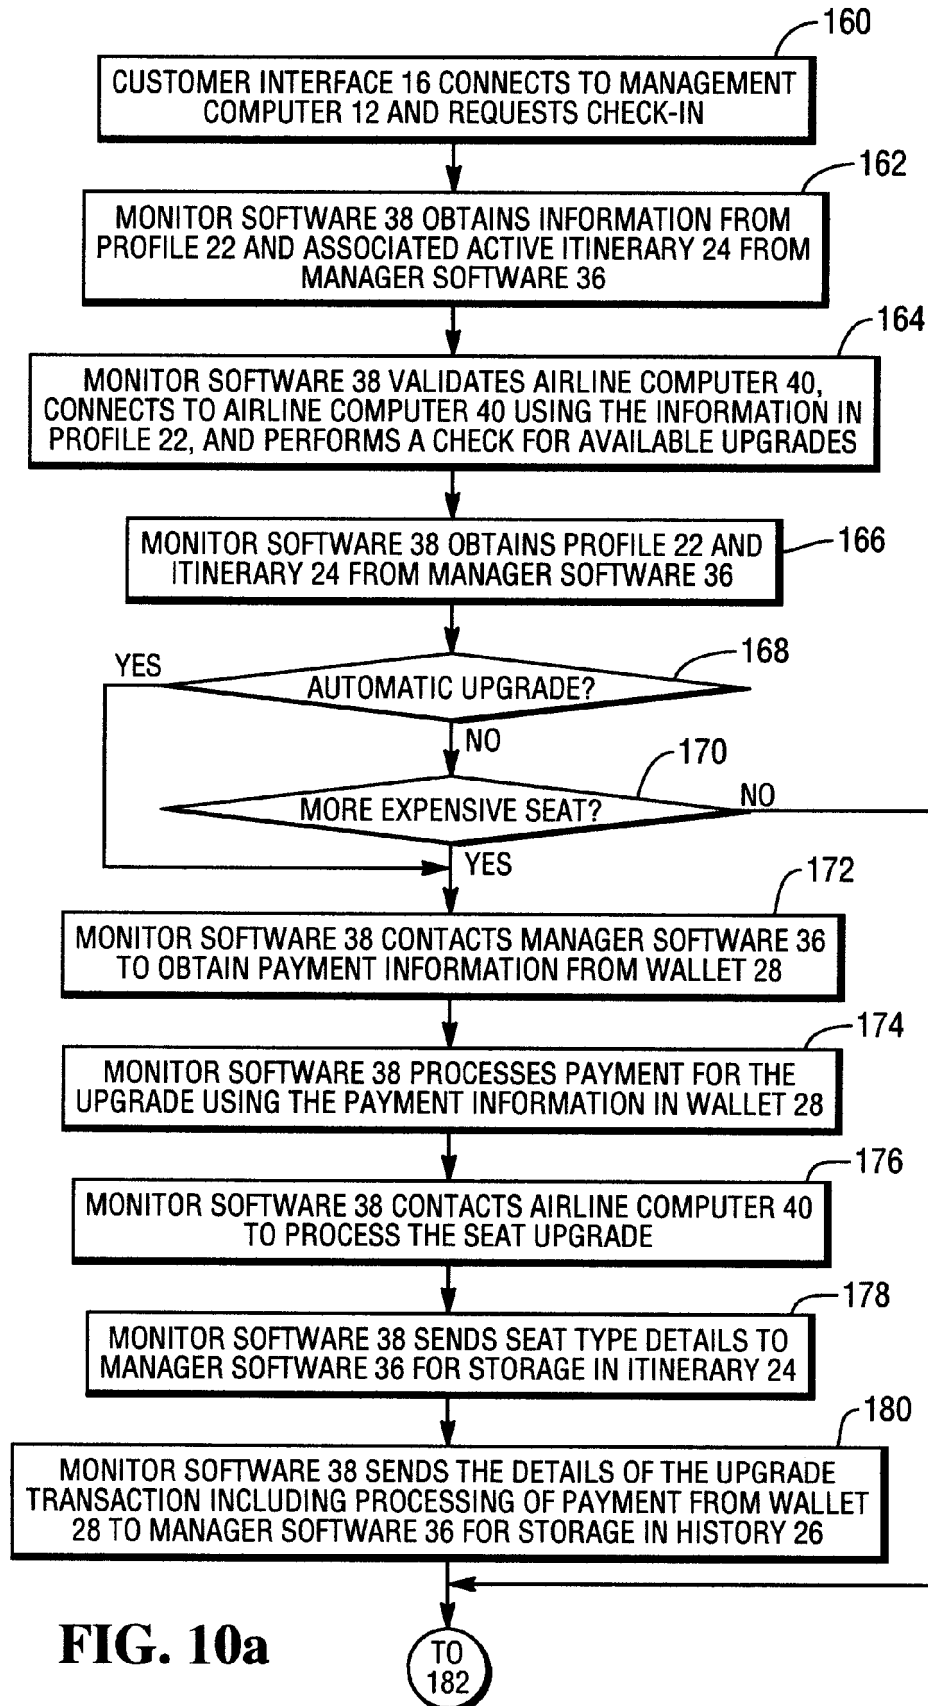 160
CUSTOMER INTERFACE 16 CONNECTS TO MANAGEMENT
COMPUTER 12 AND REQUESTS CHECK-IN
162
MONITOR SOFTWARE 38 OBTAINS INFORMATION FROM
PROFILE 22 AND ASSOCIATED ACTIVE ITINERARY 24 FROM
MANAGER SOFTWARE 36
164
MONITOR SOFTWARE 38 VALIDATES AIRLINE COMPUTER 40,
CONNECTS TO AIRLINE COMPUTER 40 USING THE INFORMATION IN
PROFILE 22, AND PERFORMS A CHECK FOR AVAILABLE UPGRADES
166
MONITOR SOFTWARE 38 OBTAINS PROFILE 22 AND
ITINERARY 24 FROM MANAGER SOFTWARE 36
168
YES
AUTOMATIC UPGRADE?
NO
170
MORE EXPENSIVE SEAT?
NO
YES
172
MONITOR SOFTWARE 38 CONTACTS MANAGER SOFTWARE 36
TO OBTAIN PAYMENT INFORMATION FROM WALLET 28
174
MONITOR SOFTWARE 38 PROCESSES PAYMENT FOR THE
UPGRADE USING THE PAYMENT INFORMATION IN WALLET 28
176
MONITOR SOFTWARE 38 CONTACTS AIRLINE COMPUTER 40
TO PROCESS THE SEAT UPGRADE
178
MONITOR SOFTWARE 38 SENDS SEAT TYPE DETAILS TO
MANAGER SOFTWARE 36 FOR STORAGE IN ITINERARY 24
180
MONITOR SOFTWARE 38 SENDS THE DETAILS OF THE UPGRADE
TRANSACTION INCLUDING PROCESSING OF PAYMENT FROM WALLET
28 TO MANAGER SOFTWARE 36 FOR STORAGE IN HISTORY 26
FIG. 10a
TO
182